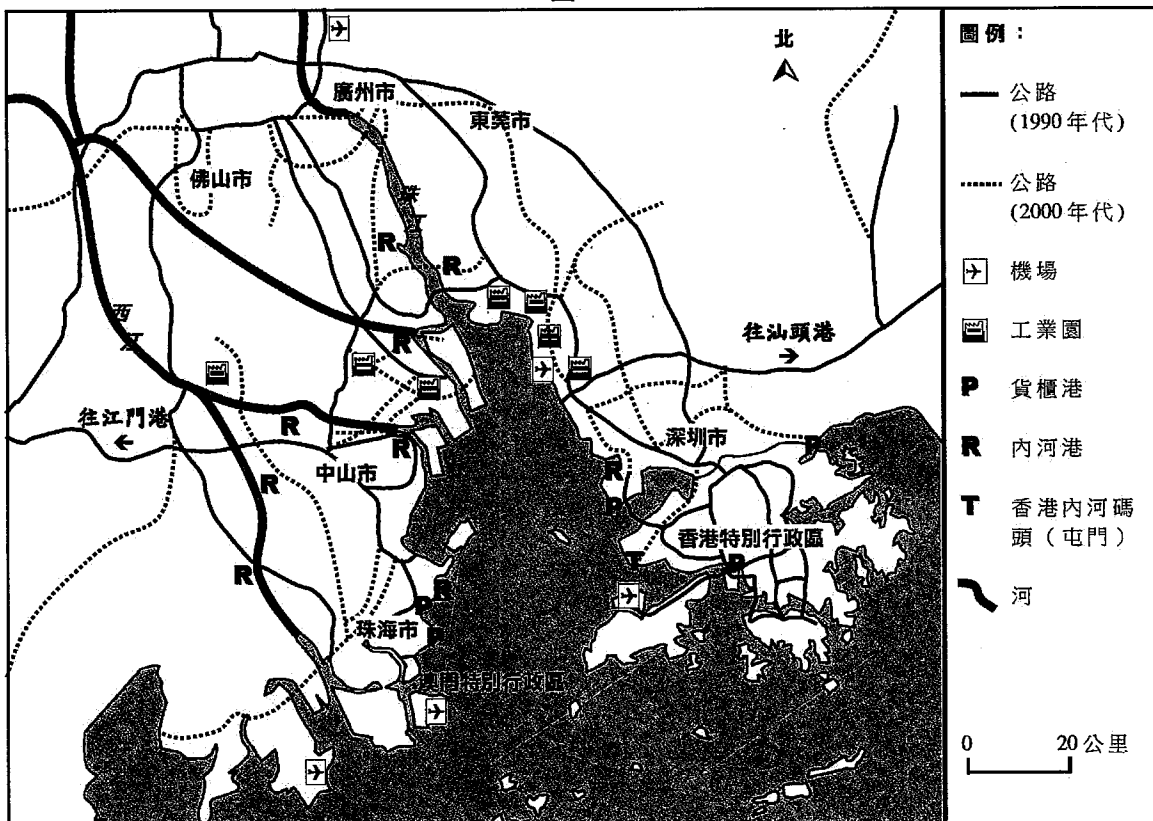 北
廣州市
東莞市
佛山市
珠
江
R
R
西
江
往汕頭港
R
往江門港
R
R
深圳市
P
中山市
R
R
P
香港特別行政區
T
P
R
R
P
P
珠海市
澳門特別行政區
圖例：
公路
(1990年代)
公路
(2000年代)
機場
工業園
P 貨櫃港
R 內河港
T 香港內河碼
頭（屯門）
河
0 20公里